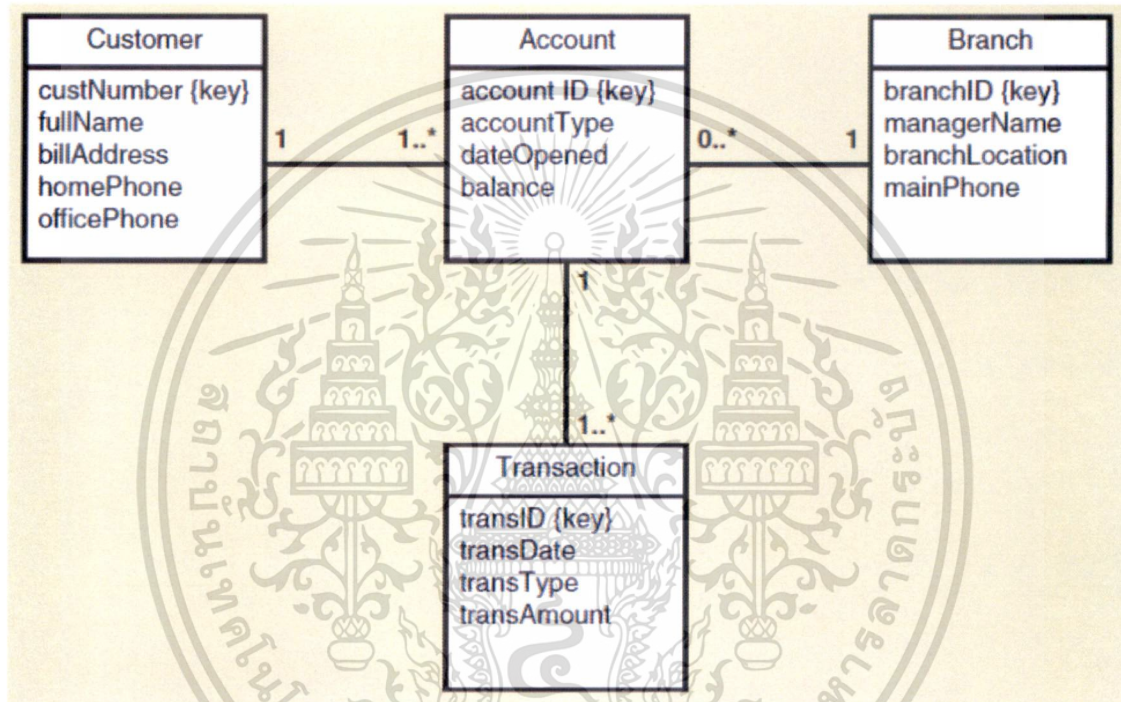 Customer
custNumber {key}
fullName
billAddress
homePhone
officePhone
1
1..*
Account
account ID {key}
accountType
dateOpened
balance
0..*
1
Branch
branchID {key}
managerName
branchLocation
mainPhone
1
1..*
Transaction
transID {key}
transDate
transType
transAmount